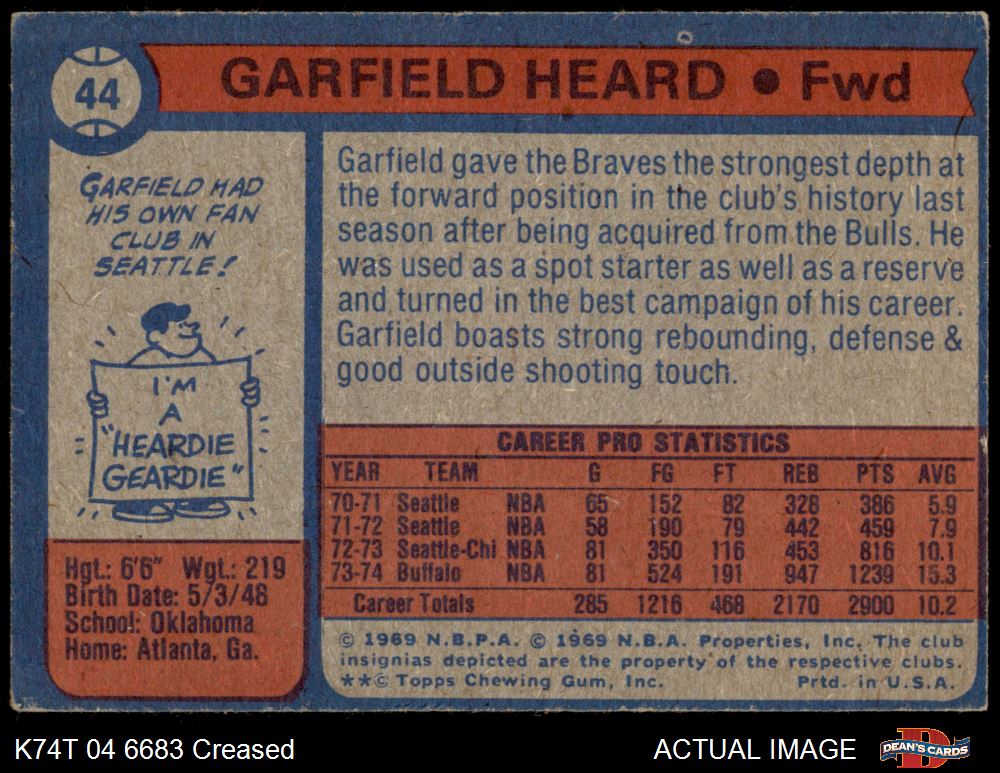 44
GARFIELD HEARD • Fwd
GARFIELD HAD
HIS OWN FAN
CLUB IN
SEATTLE!
I'M
A
"HEARDIE
GEARDIE"
Hgt.: 6'6" Wgt.: 219
Birth Date: 5/3/48
School: Oklahoma
Home: Atlanta, Ga.
Garfield gave the Braves the strongest depth at
the forward position in the club's history last
season after being acquired from the Bulls. He
was used as a spot starter as well as a reserve
and turned in the best campaign of his career.
Garfield boasts strong rebounding, defense &
good outside shooting touch.
CAREER PRO STATISTICS
YEAR TEAM G FG FT REB PTS AVG
70-71 Seattle NBA 65 152 82 328 386 5.9
71-72 Seattle NBA 58 190 79 442 459 7.9
72-73 Seattle-Chi NBA 81 350 116 453 816 10.1
73-74 Buffalo NBA 81 524 191 947 1239 15.3
Career Totals 285 1216 468 2170 2900 10.2
© 1969 N.B.P.A. © 1969 N.B.A. Properties, Inc. The club
insignias depicted are the property of the respective clubs.
**© Topps Chewing Gum, Inc. Prtd. in U.S.A.
K74T 04 6683 Creased
ACTUAL IMAGE
DEAN'S CARDS